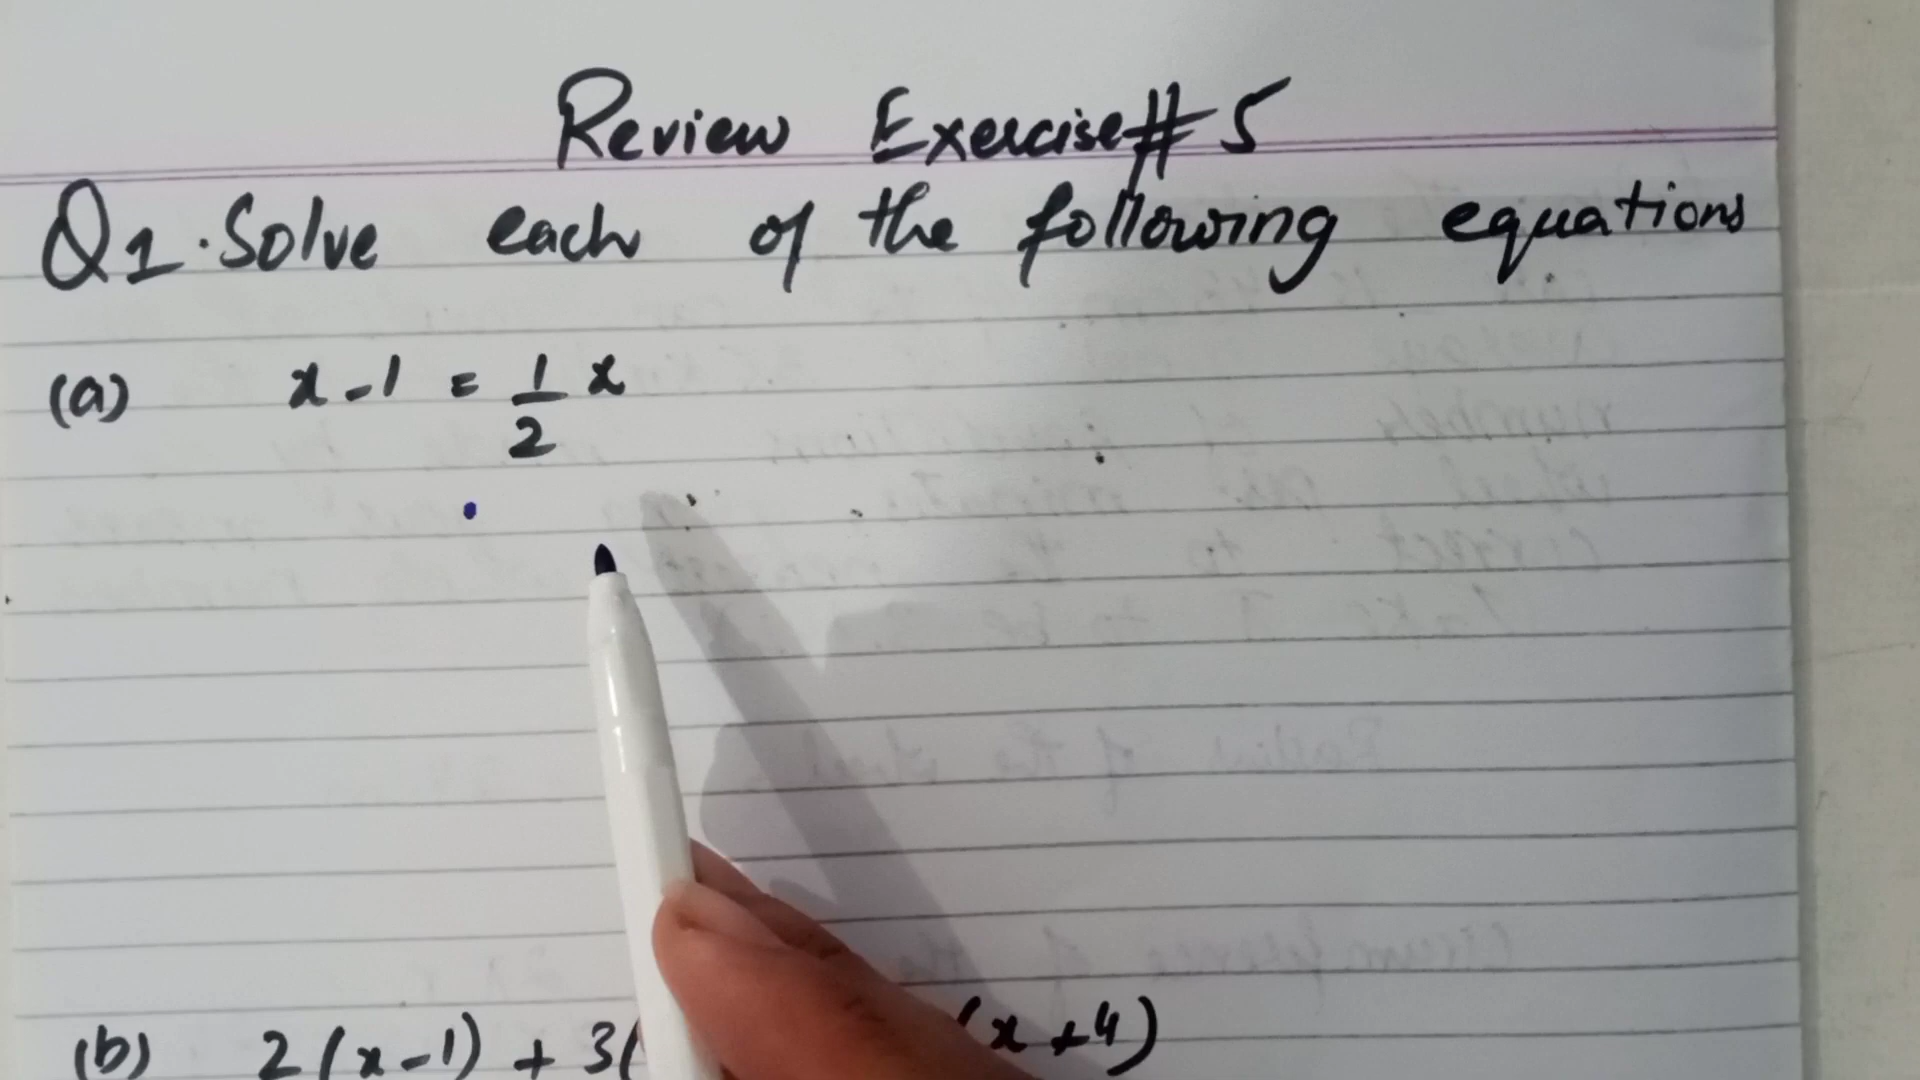 Review Exercise# 5
Q1. Solve each of the following equations
(a) x-1 = 1/2 x
(b) 2(x-1) + 3( (x+4)